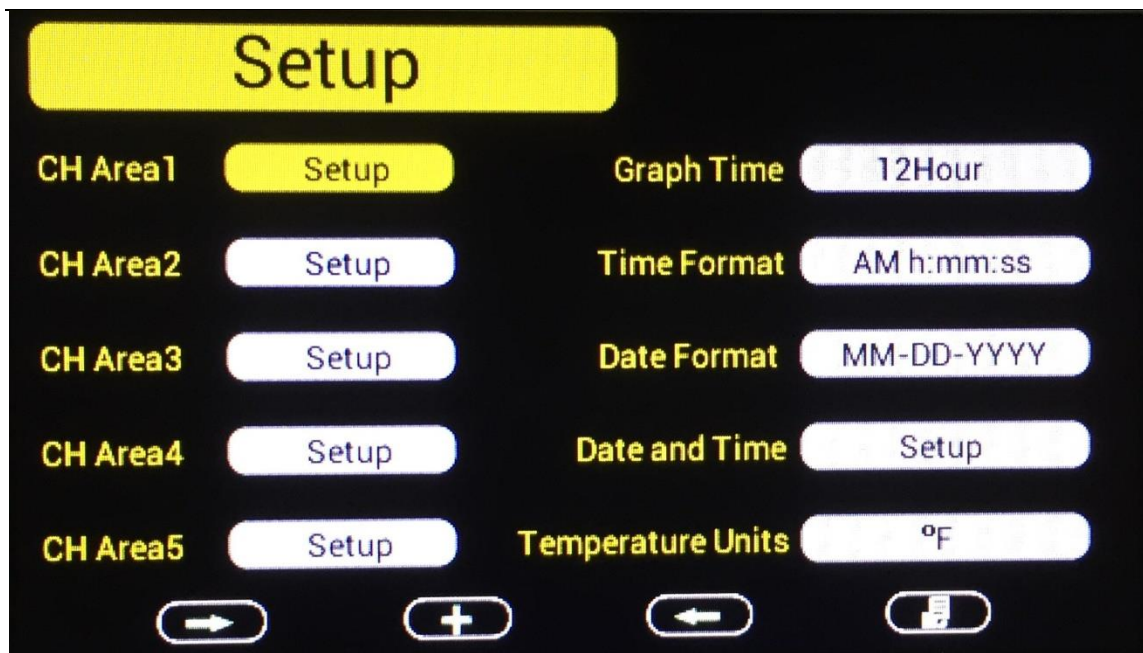 Setup
CH Area1 Setup Graph Time 12Hour
CH Area2 Setup Time Format AM h:mm:ss
CH Area3 Setup Date Format MM-DD-YYYY
CH Area4 Setup Date and Time Setup
CH Area5 Setup Temperature Units ºF